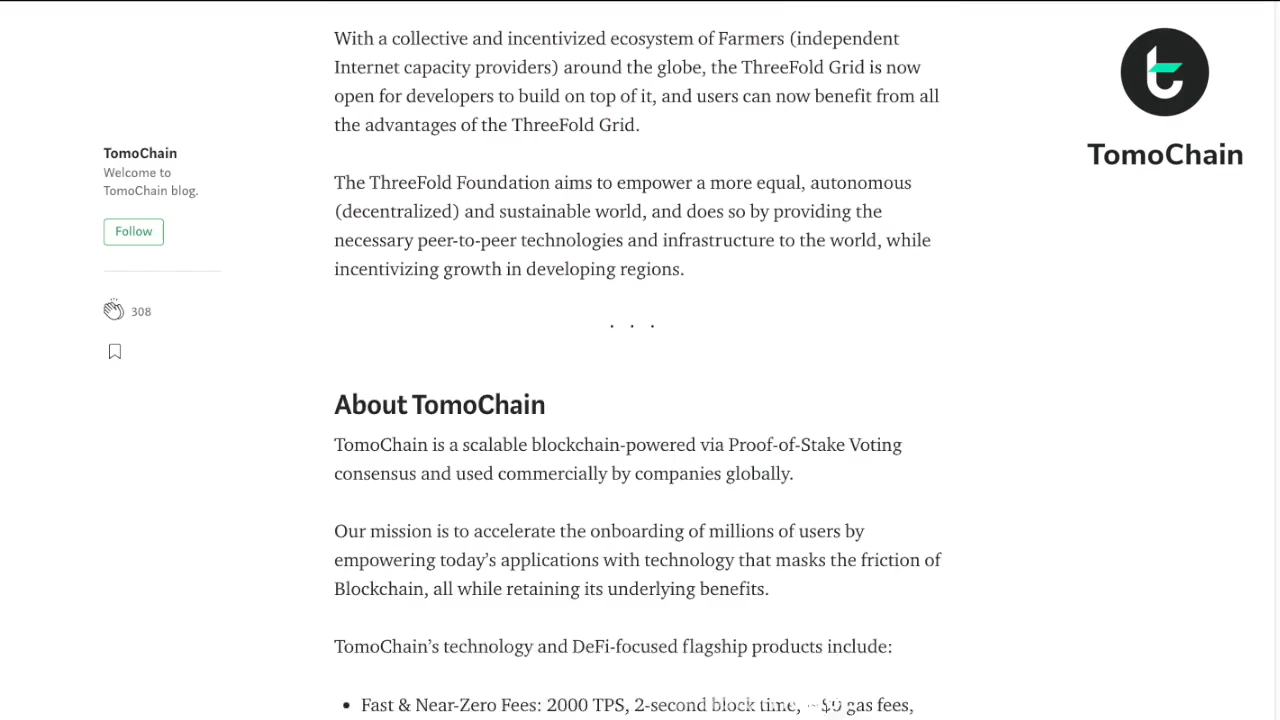 With a collective and incentivized ecosystem of Farmers (independent
Internet capacity providers) around the globe, the ThreeFold Grid is now
open for developers to build on top of it, and users can now benefit from all
the advantages of the ThreeFold Grid.
TomoChain
TomoChain
Welcome to
TomoChain blog.
Follow
308
The ThreeFold Foundation aims to empower a more equal, autonomous
(decentralized) and sustainable world, and does so by providing the
necessary peer-to-peer technologies and infrastructure to the world, while
incentivizing growth in developing regions.
. . .
About TomoChain
TomoChain is a scalable blockchain-powered via Proof-of-Stake Voting
consensus and used commercially by companies globally.
Our mission is to accelerate the onboarding of millions of users by
empowering today’s applications with technology that masks the friction of
Blockchain, all while retaining its underlying benefits.
TomoChain’s technology and DeFi-focused flagship products include:
• Fast & Near-Zero Fees: 2000 TPS, 2-second block time, ~$0 gas fees,